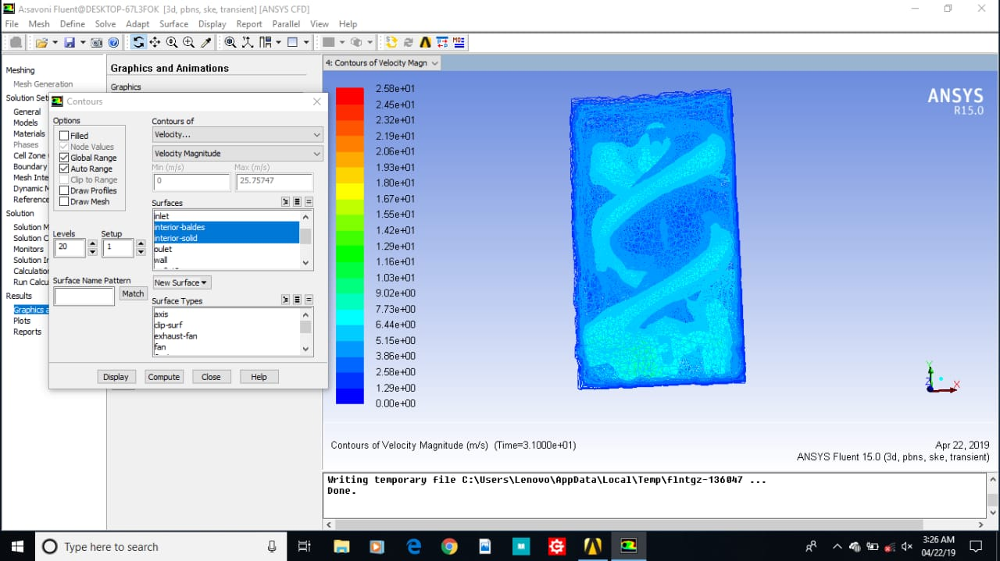 A:savoni Fluent@DESKTOP-67L3FOK [3d, pbns, ske, transient] [ANSYS CFD]
File Mesh Define Solve Adapt Surface Display Report Parallel View Help
Meshing
Mesh Generation
Solution Set
General
Models
Materials
Phases
Cell Zone
Boundary
Mesh Inte
Dynamic M
Reference
Solution
Solution M
Solution C
Monitors
Solution In
Calculatio
Run Calcu
Results
Graphics a
Plots
Reports
Graphics and Animations
Graphics
Contours
Options
Filled
Node Values
Global Range
Auto Range
Clip to Range
Draw Profiles
Draw Mesh
Levels
20
Setup
1
Surface Name Pattern
Match
Contours of
Velocity...
Velocity Magnitude
Min (m/s) Max (m/s)
0 25.75747
Surfaces
inlet
interior-baldes
interior-solid
oulet
wall
New Surface
Surface Types
axis
clip-surf
exhaust-fan
fan
Display Compute Close Help
4: Contours of Velocity Magn
2.58e+01
2.45e+01
2.32e+01
2.19e+01
2.06e+01
1.93e+01
1.80e+01
1.67e+01
1.55e+01
1.42e+01
1.29e+01
1.16e+01
1.03e+01
9.02e+00
7.73e+00
6.44e+00
5.15e+00
3.86e+00
2.58e+00
1.29e+00
0.00e+00
ANSYS
R15.0
Y
Z
X
Contours of Velocity Magnitude (m/s) (Time=3.1000e+01)
Apr 22, 2019
ANSYS Fluent 15.0 (3d, pbns, ske, transient)
Writing temporary file C:\Users\Lenovo\AppData\Local\Temp\flntgz-136047 ...
Done.
Type here to search
3:26 AM
04/22/19